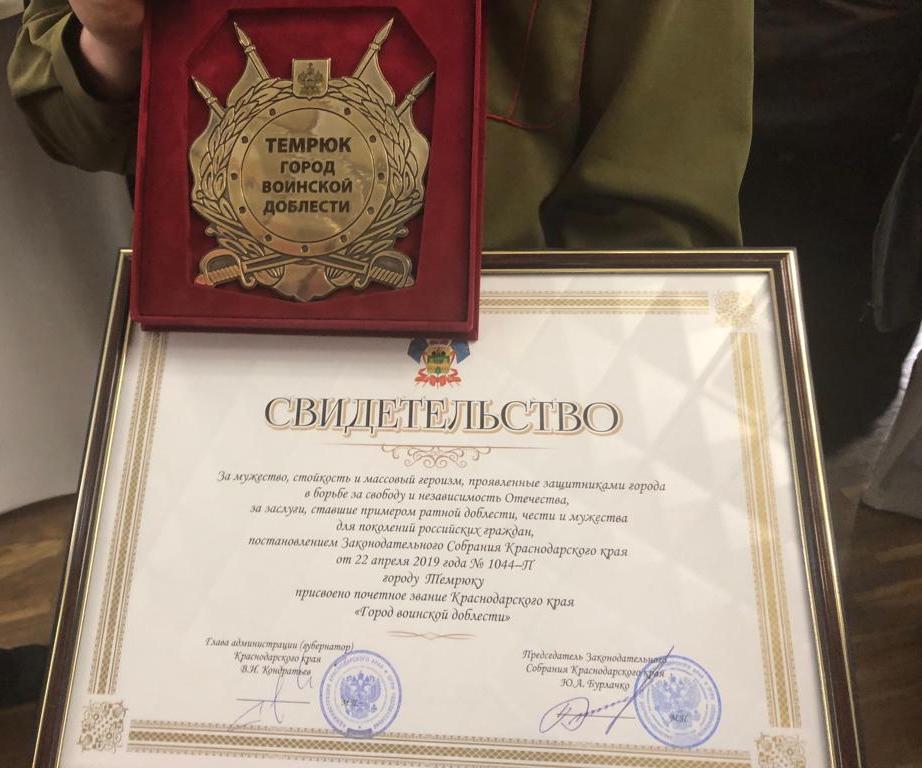 ТЕМРЮК
ГОРОД
ВОИНСКОЙ
ДОБЛЕСТИ
СВИДЕТЕЛЬСТВО
За мужество, стойкость и массовый героизм, проявленные защитниками города
в борьбе за свободу и независимость Отечества,
за заслуги, ставшие примером ратной доблести, чести и мужества
для поколений российских граждан,
постановлением Законодательного Собрания Краснодарского края
от 22 апреля 2019 года № 1044-П
городу Темрюку
присвоено почетное звание Краснодарского края
«Город воинской доблести»
Глава администрации (губернатор)
Краснодарского края
В.И. Кондратьев
М.П.
Председатель Законодательного
Собрания Краснодарского края
Ю.А. Бурлачко
М.П.